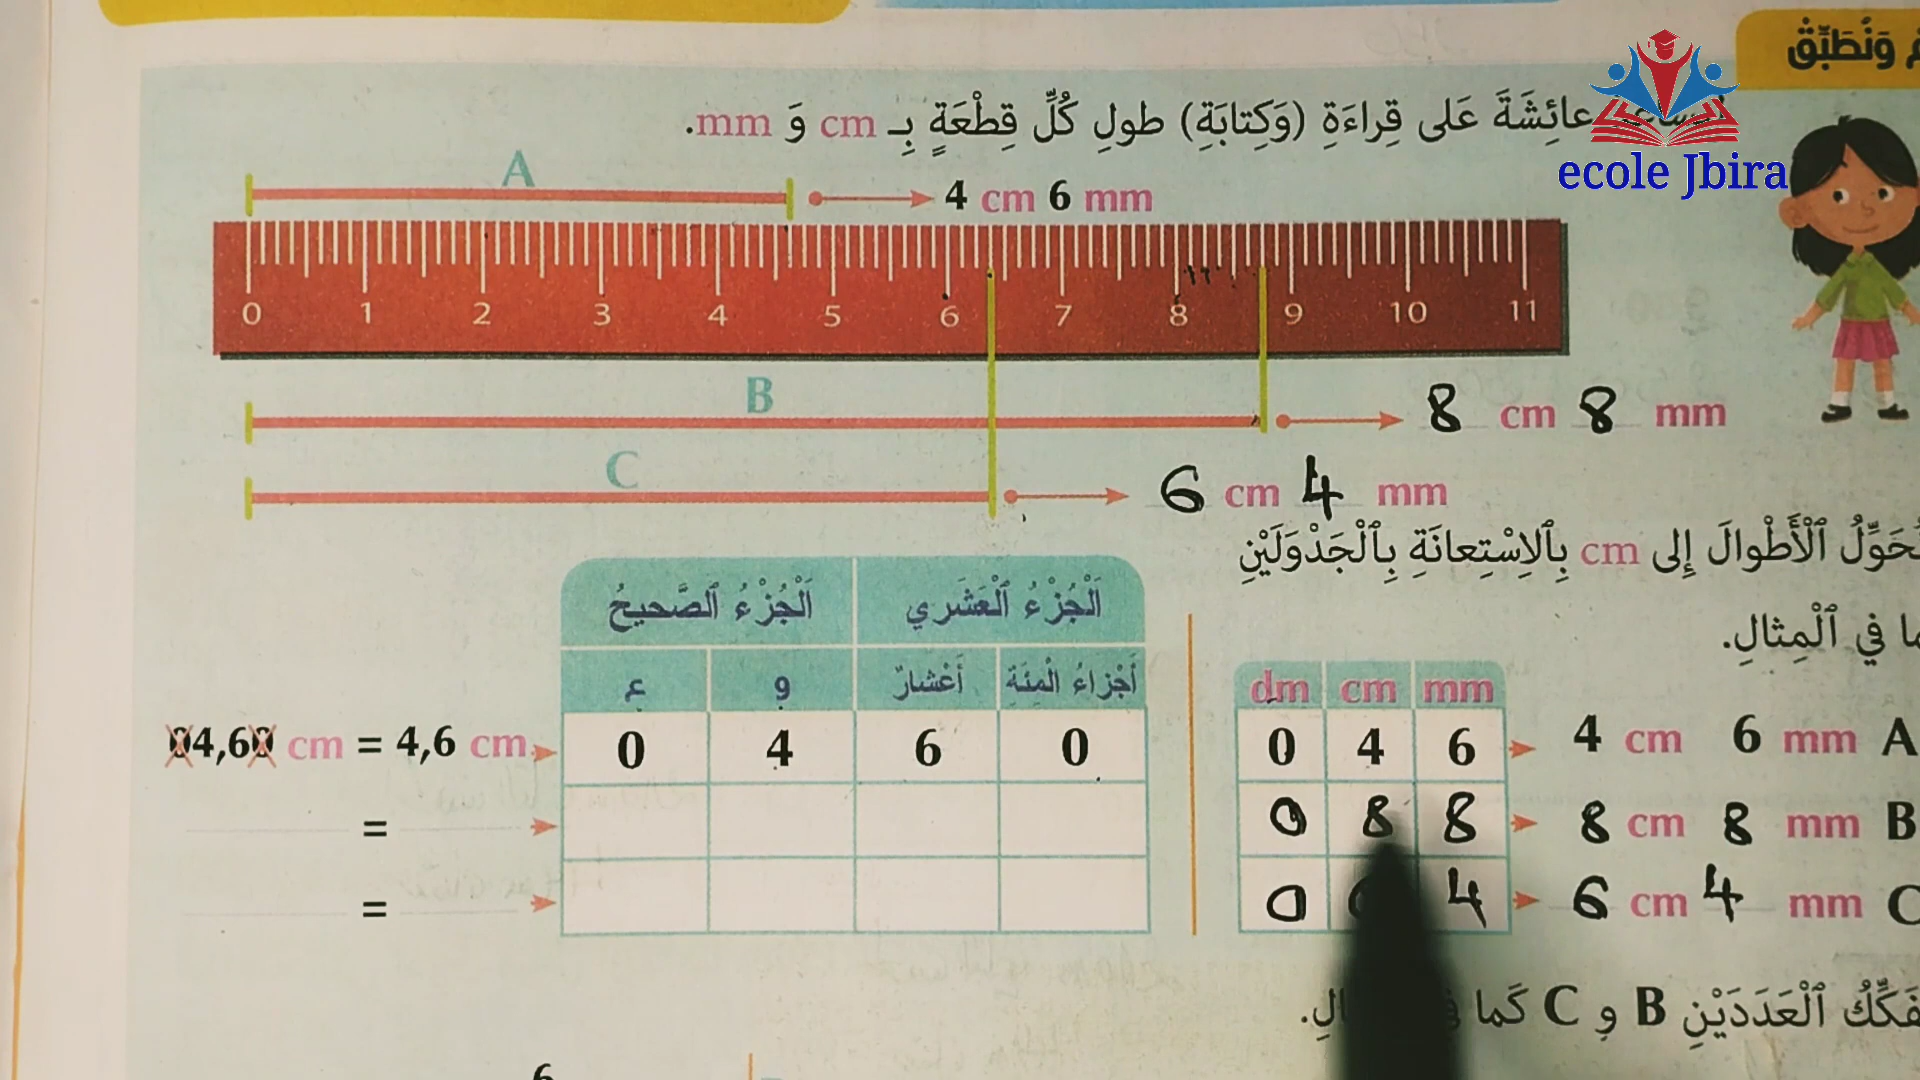 وَنُطَبِّقُ
ecole Jbira
عائِشَةَ عَلى قِراءَةِ (وَكِتابَةِ) طولِ كُلِّ قِطْعَةٍ بِـ cm وَ mm.
A
4 cm 6 mm
0 1 2 3 4 5 6 7 8 9 10 11
B
8 cm 8 mm
C
6 cm 4 mm
نُحَوِّلُ ٱلْأَطْوالَ إِلى cm بِٱلِاسْتِعانَةِ بِٱلْجَدْوَلَيْنِ
في ٱلْمِثالِ.
اَلْجُزْءُ ٱلصَّحيحُ اَلْجُزْءُ ٱلْعَشَري
ع و أَعْشارٌ أَجْزاءُ الْمِئَةِ
dm cm mm
04,60 cm = 4,6 cm 0 4 6 0
0 4 6 4 cm 6 mm A
=
0 8 8 8 cm 8 mm B
=
0 4 6 cm 4 mm C
ٱلْعَدَدَيْنِ B وِ C كَما
6